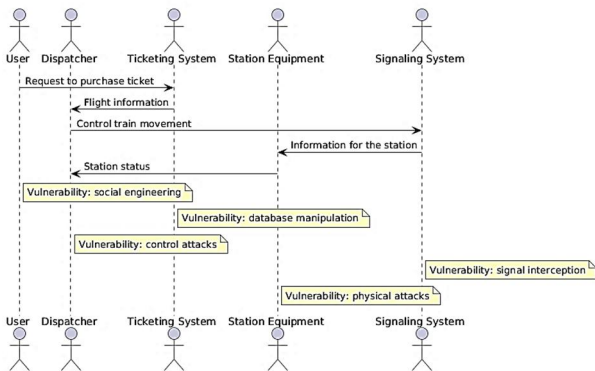 User Dispatcher Ticketing System Station Equipment Signaling System
Request to purchase ticket
Flight information
Control train movement
Information for the station
Station status
Vulnerability: social engineering
Vulnerability: database manipulation
Vulnerability: control attacks
Vulnerability: signal interception
Vulnerability: physical attacks
User Dispatcher Ticketing System Station Equipment Signaling System